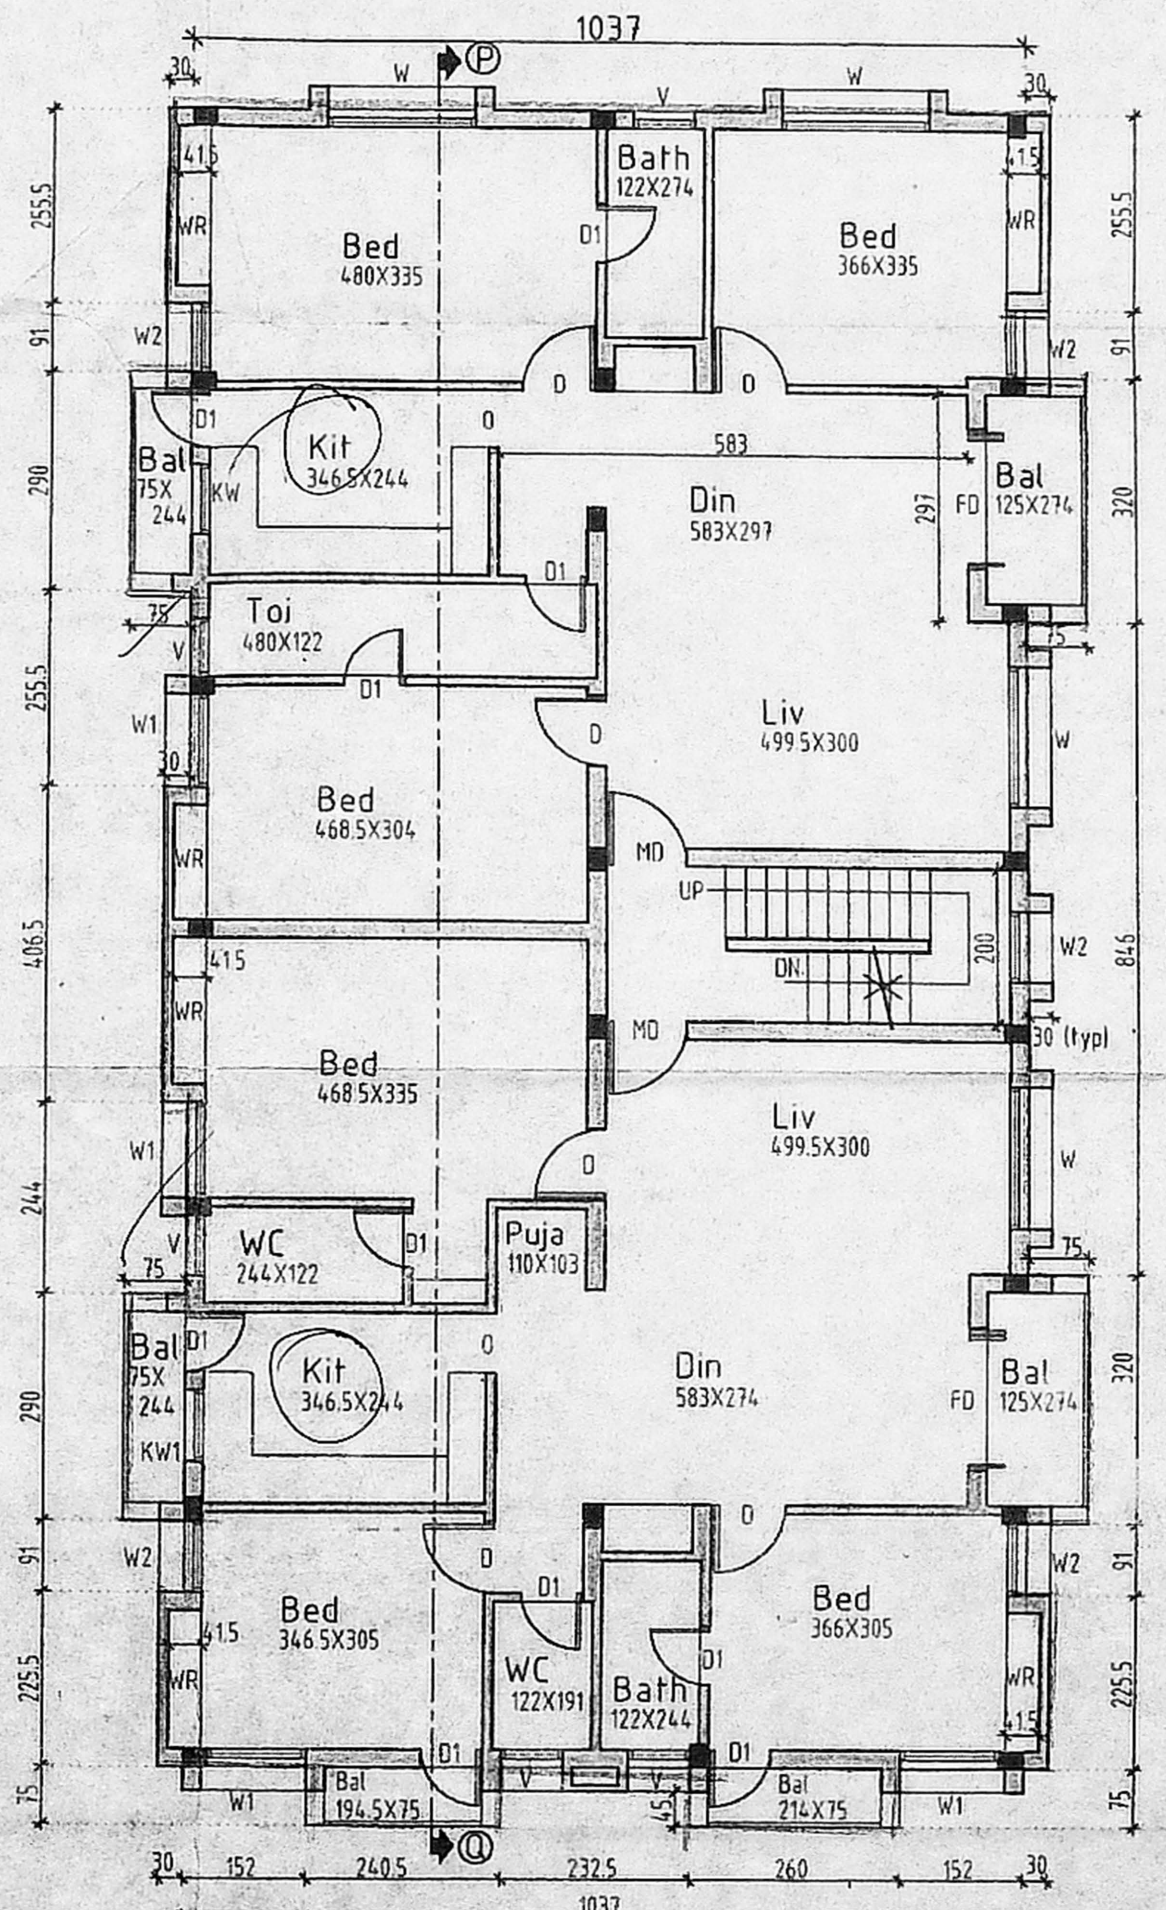 1037
P
30
W
V
W
30
41.5
Bath
122X274
41.5
255.5
WR
Bed
480X335
D1
Bed
366X335
WR
255.5
91
W2
W2
91
D
D
D1
Kit
346.5X244
D
583
290
Bal
75X
244
KW
Din
583X297
297
FD
Bal
125X274
320
D1
75
Toi
480X122
V
75
255.5
D1
W1
30
D
Liv
499.5X300
W
Bed
468.5X304
WR
MD
UP
406.5
41.5
DN.
200
W2
846
WR
MD
30 (typ)
Bed
468.5X335
Liv
499.5X300
W1
D
W
244
V
WC
244X122
D1
Puja
110X103
75
75
D1
Bal
75X
244
Kit
346.5X244
D
Din
583X274
FD
Bal
125X274
320
290
KW1
D
91
W2
D
D1
W2
91
Bed
346.5X305
Bed
366X305
41.5
225.5
WR
WC
122X191
Bath
122X244
D1
WR
225.5
41.5
D1
D1
75
W1
Bal
194.5X75
V
V
45
Bal
214X75
W1
75
Q
30
152
240.5
232.5
260
152
30
1037